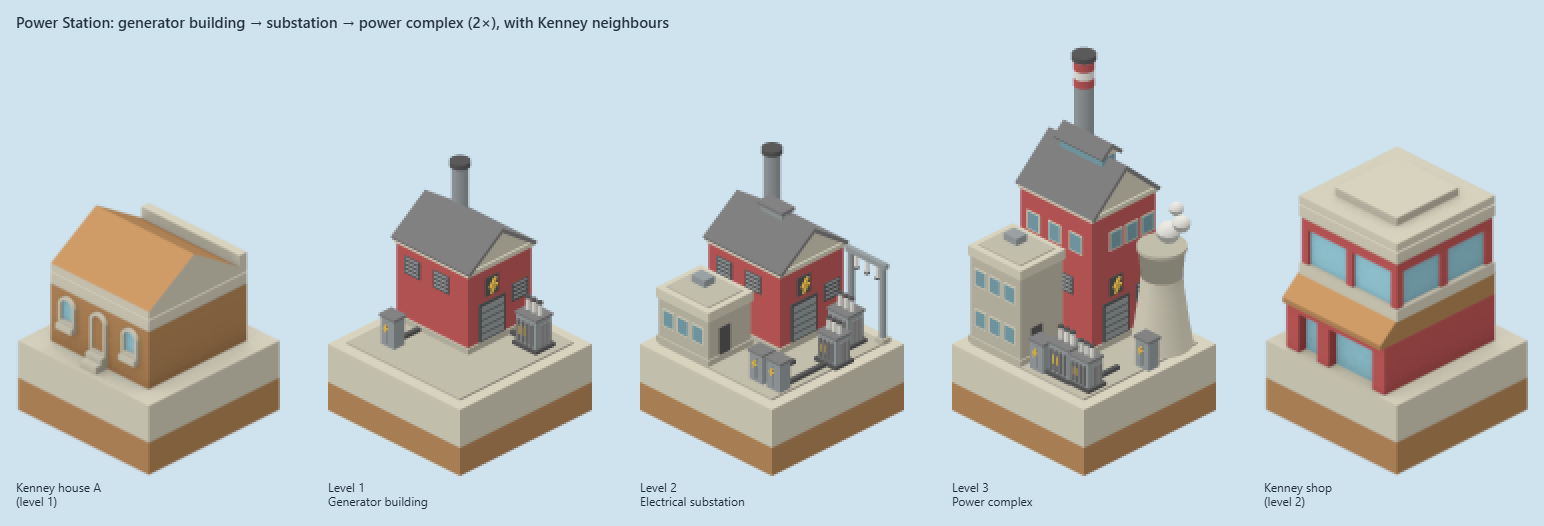 Power Station: generator building → substation → power complex (2×), with Kenney neighbours
Kenney house A
(level 1)
Level 1
Generator building
Level 2
Electrical substation
Level 3
Power complex
Kenney shop
(level 2)